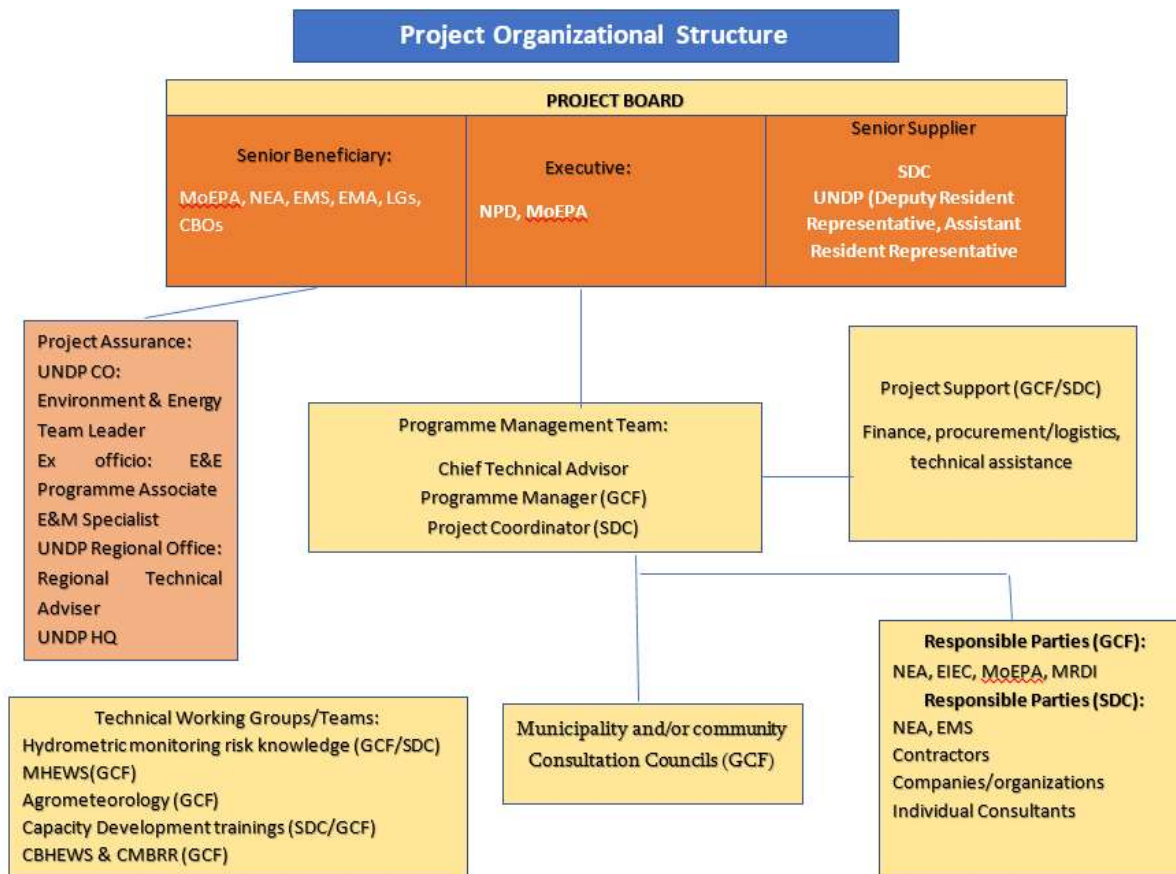 Project Organizational Structure
PROJECT BOARD
Senior Beneficiary:
MoEPA, NEA, EMS, EMA, LGs,
CBOs
Executive:
NPD, MoEPA
Senior Supplier
SDC
UNDP (Deputy Resident
Representative, Assistant
Resident Representative
Project Assurance:
UNDP CO:
Environment & Energy
Team Leader
Ex officio: E&E
Programme Associate
E&M Specialist
UNDP Regional Office:
Regional Technical
Adviser
UNDP HQ
Programme Management Team:
Chief Technical Advisor
Programme Manager (GCF)
Project Coordinator (SDC)
Project Support (GCF/SDC)
Finance, procurement/logistics,
technical assistance
Technical Working Groups/Teams:
Hydrometric monitoring risk knowledge (GCF/SDC)
MHEWS(GCF)
Agrometeorology (GCF)
Capacity Development trainings (SDC/GCF)
CBHEWS & CMBRR (GCF)
Municipality and/or community
Consultation Councils (GCF)
Responsible Parties (GCF):
NEA, EIEC, MoEPA, MRDI
Responsible Parties (SDC):
NEA, EMS
Contractors
Companies/organizations
Individual Consultants